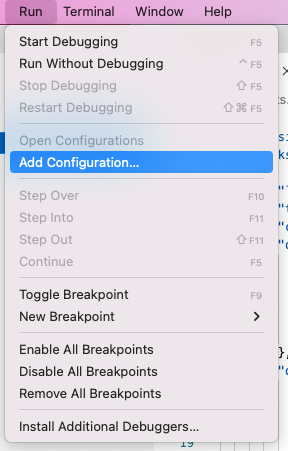 Run Terminal Window Help
Start Debugging F5
Run Without Debugging ^ F5
Stop Debugging ⇧ F5
Restart Debugging ⇧ ⌘ F5
Open Configurations
Add Configuration...
Step Over F10
Step Into F11
Step Out ⇧ F11
Continue F5
Toggle Breakpoint F9
New Breakpoint >
Enable All Breakpoints
Disable All Breakpoints
Remove All Breakpoints
Install Additional Debuggers...
19